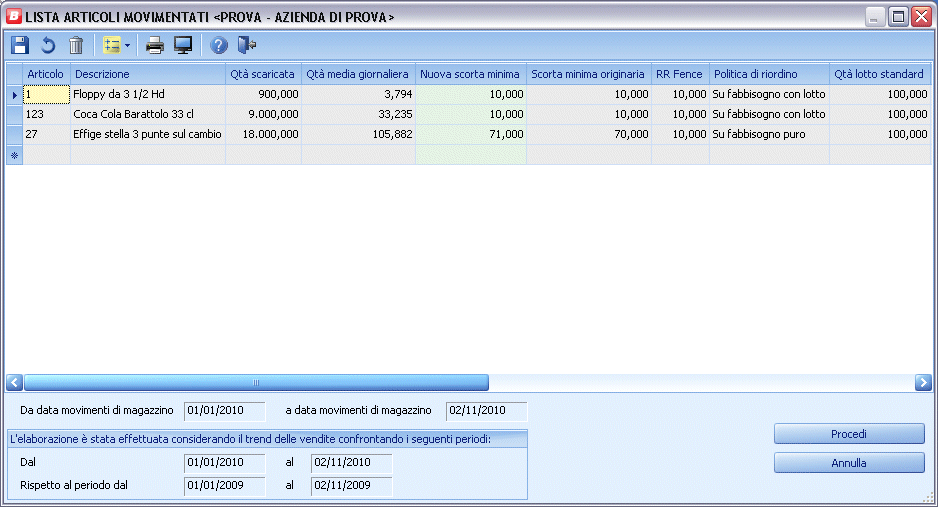 LISTA ARTICOLI MOVIMENTATI <PROVA - AZIENDA DI PROVA>
Articolo Descrizione Qtà scaricata Qtà media giornaliera Nuova scorta minima Scorta minima originaria RR Fence Politica di riordino Qtà lotto standard
1 Floppy da 3 1/2 Hd 900,000 3,794 10,000 10,000 10,000 Su fabbisogno con lotto 100,000
123 Coca Cola Barattolo 33 cl 9.000,000 33,235 10,000 10,000 10,000 Su fabbisogno con lotto 100,000
27 Effige stella 3 punte sul cambio 18.000,000 105,882 71,000 70,000 10,000 Su fabbisogno puro 100,000
Da data movimenti di magazzino 01/01/2010 a data movimenti di magazzino 02/11/2010
L'elaborazione è stata effettuata considerando il trend delle vendite confrontando i seguenti periodi:
Dal 01/01/2010 al 02/11/2010
Rispetto al periodo dal 01/01/2009 al 02/11/2009
Procedi
Annulla